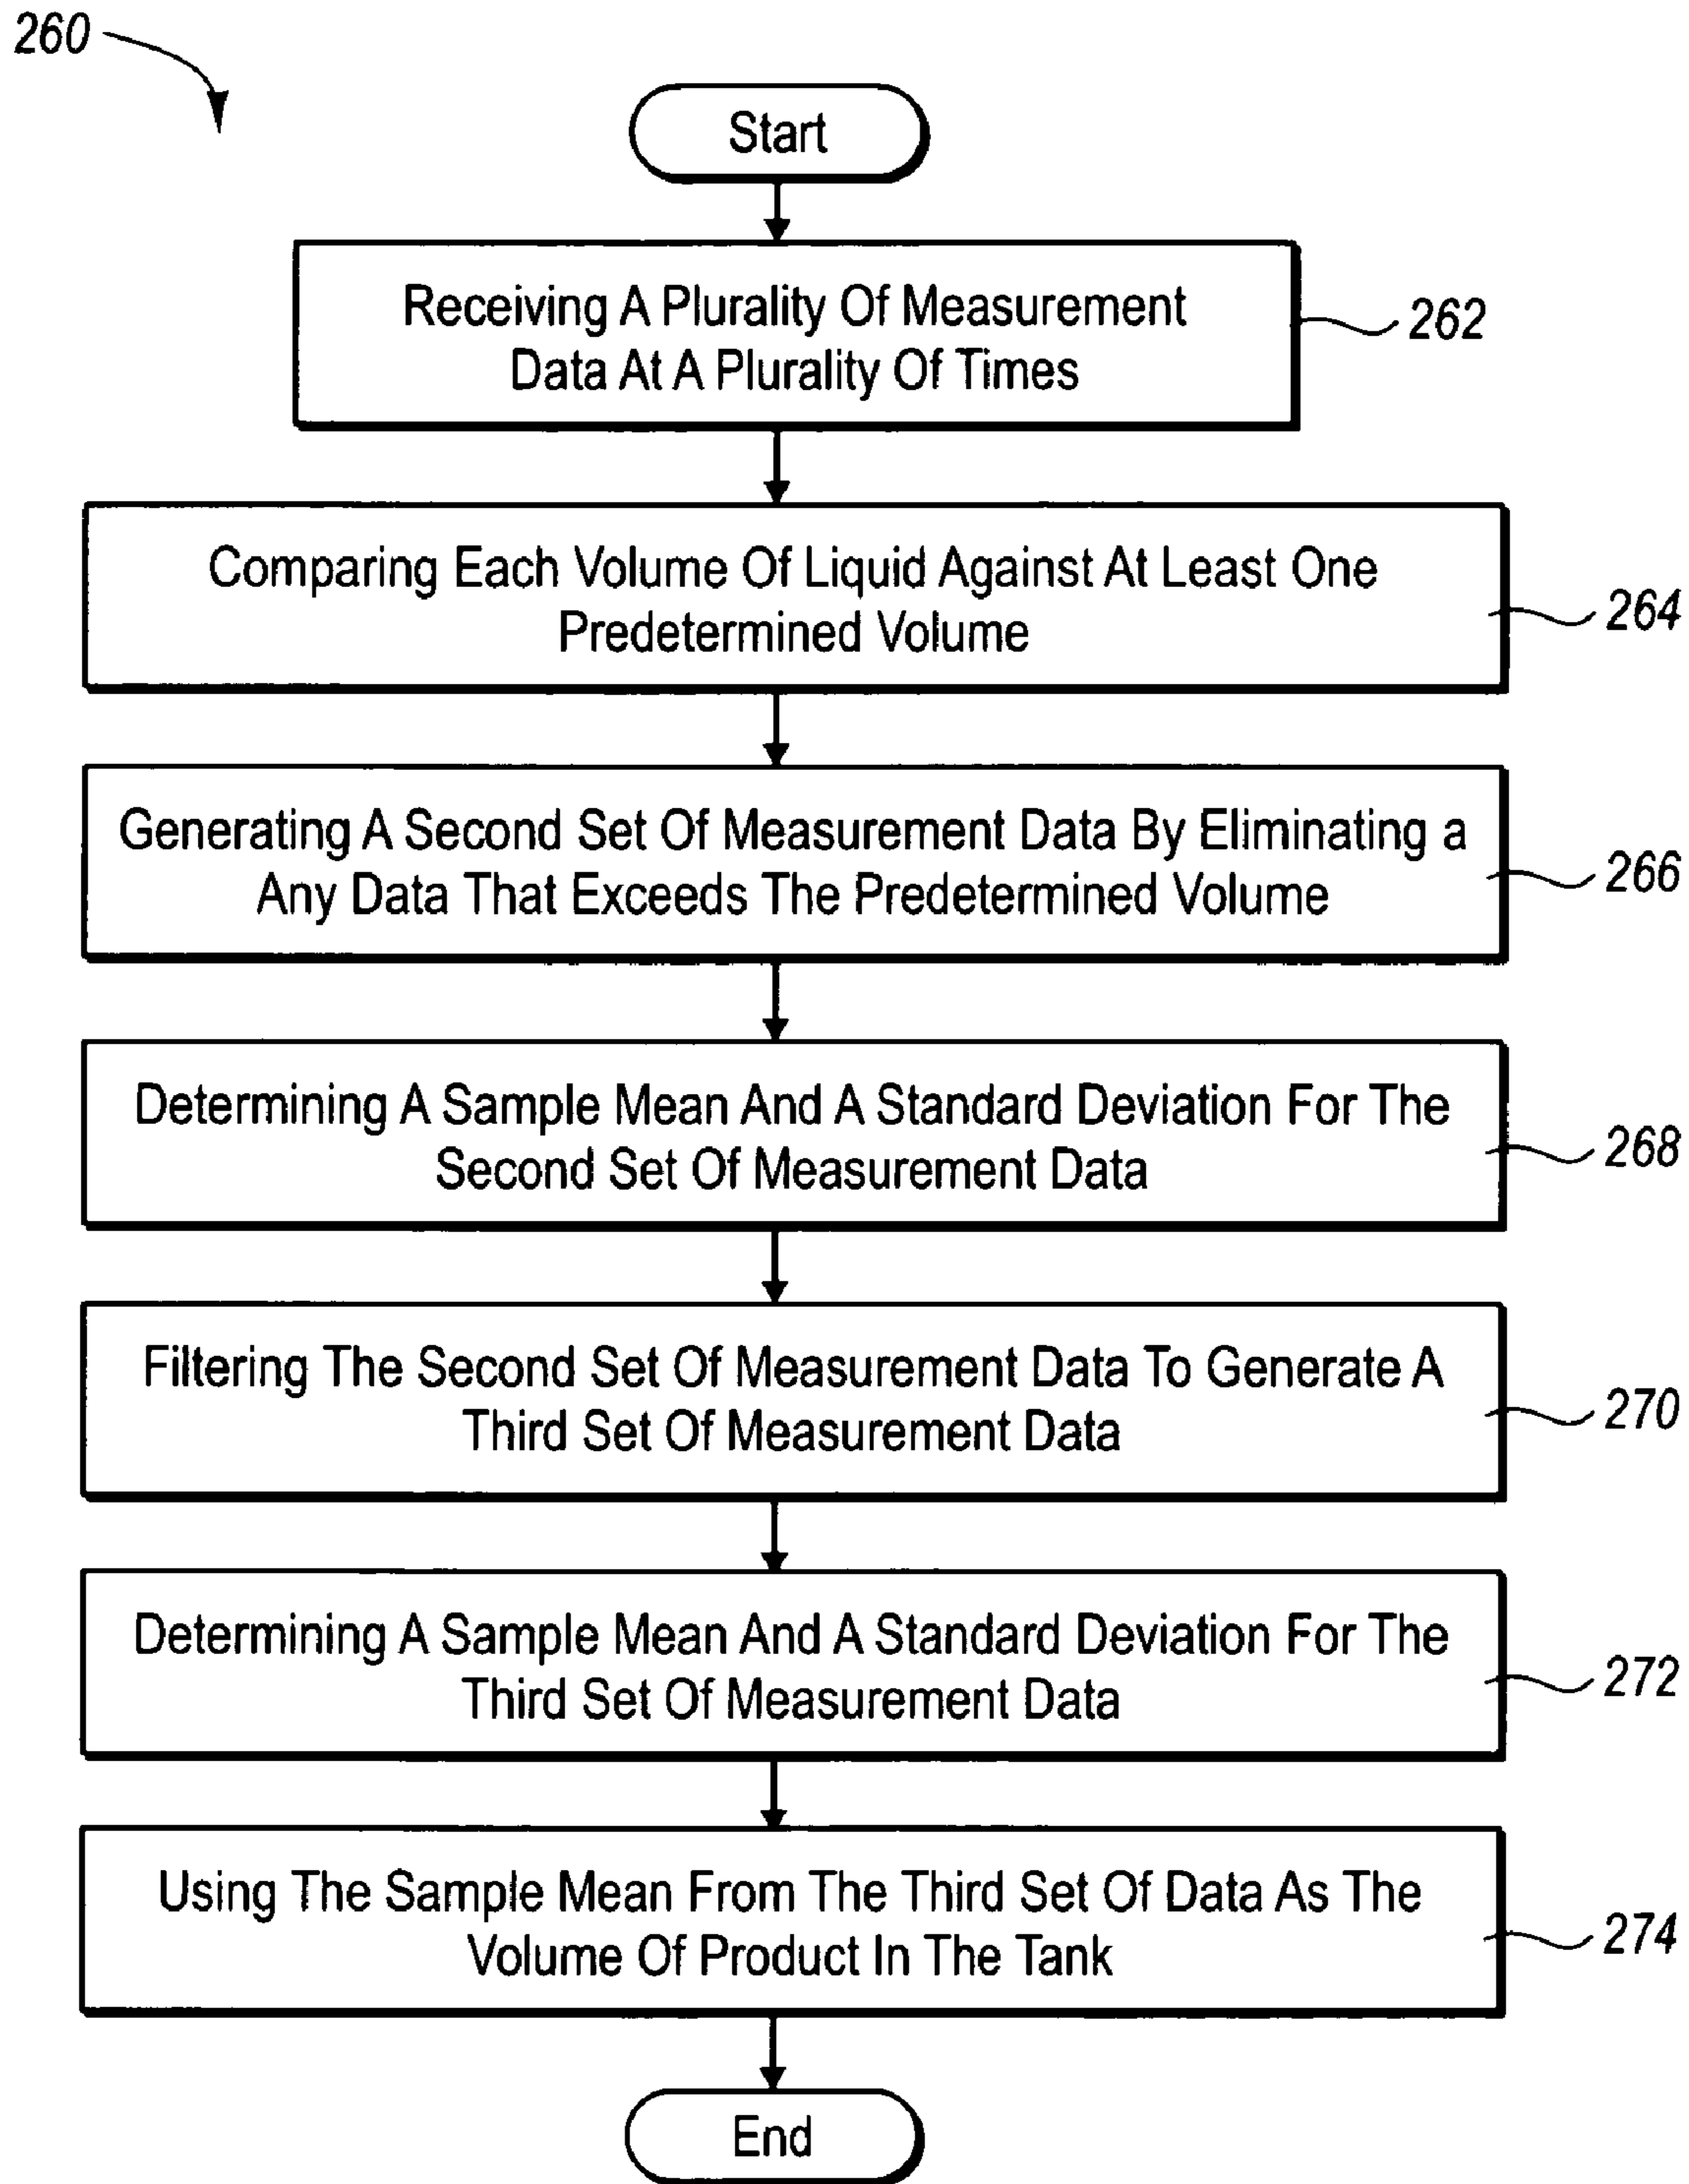 260
Start
Receiving A Plurality Of Measurement
Data At A Plurality Of Times
262
Comparing Each Volume Of Liquid Against At Least One
Predetermined Volume
264
Generating A Second Set Of Measurement Data By Eliminating a
Any Data That Exceeds The Predetermined Volume
266
Determining A Sample Mean And A Standard Deviation For The
Second Set Of Measurement Data
268
Filtering The Second Set Of Measurement Data To Generate A
Third Set Of Measurement Data
270
Determining A Sample Mean And A Standard Deviation For The
Third Set Of Measurement Data
272
Using The Sample Mean From The Third Set Of Data As The
Volume Of Product In The Tank
274
End